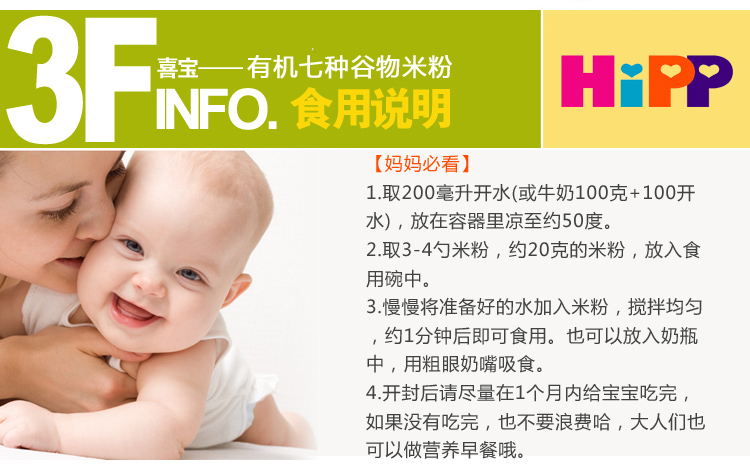 3F
喜宝——有机七种谷物米粉
INFO. 食用说明
HiPP
【妈妈必看】
1.取200毫升开水(或牛奶100克+100开
水)，放在容器里凉至约50度。
2.取3-4勺米粉，约20克的米粉，放入食
用碗中。
3.慢慢将准备好的水加入米粉，搅拌均匀
，约1分钟后即可食用。也可以放入奶瓶
中，用粗眼奶嘴吸食。
4.开封后请尽量在1个月内给宝宝吃完，
如果没有吃完，也不要浪费哈，大人们也
可以做营养早餐哦。